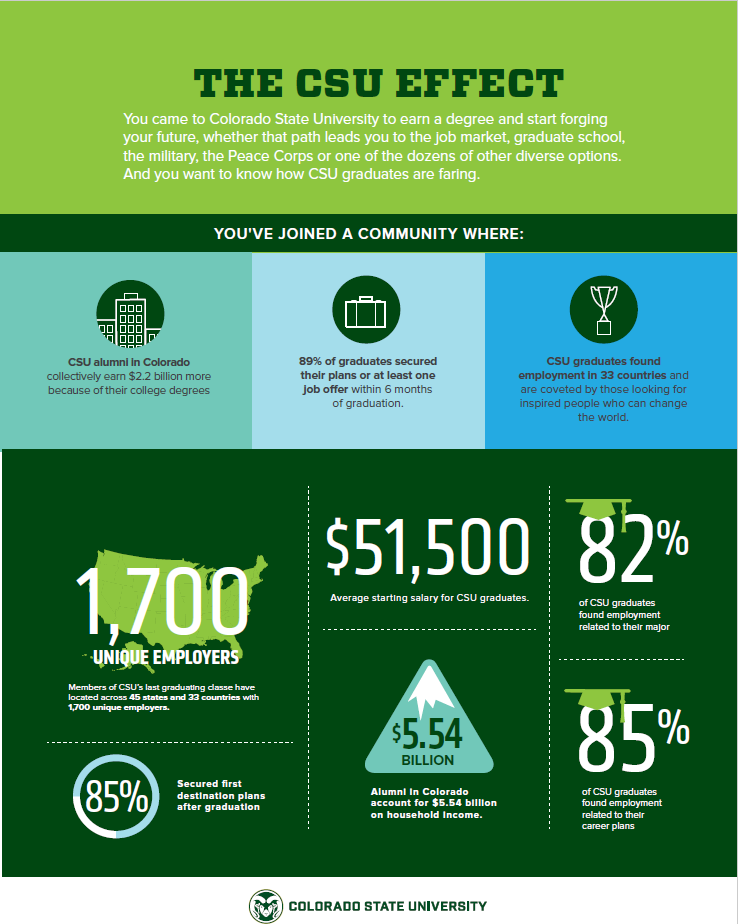 THE CSU EFFECT
You came to Colorado State University to earn a degree and start forging
your future, whether that path leads you to the job market, graduate school,
the military, the Peace Corps or one of the dozens of other diverse options.
And you want to know how CSU graduates are faring.
YOU'VE JOINED A COMMUNITY WHERE:
CSU alumni in Colorado
collectively earn $2.2 billion more
because of their college degrees
89% of graduates secured
their plans or at least one
job offer within 6 months
of graduation.
CSU graduates found
employment in 33 countries and
are coveted by those looking for
inspired people who can change
the world.
1,700
UNIQUE EMPLOYERS
Members of CSU's last graduating classe have
located across 45 states and 33 countries with
1,700 unique employers.
85%
Secured first
destination plans
after graduation
$51,500
Average starting salary for CSU graduates.
$5.54
BILLION
Alumni in Colorado
account for $5.54 billion
on household income.
82%
of CSU graduates
found employment
related to their major
85%
of CSU graduates
found employment
related to their
career plans
COLORADO STATE UNIVERSITY